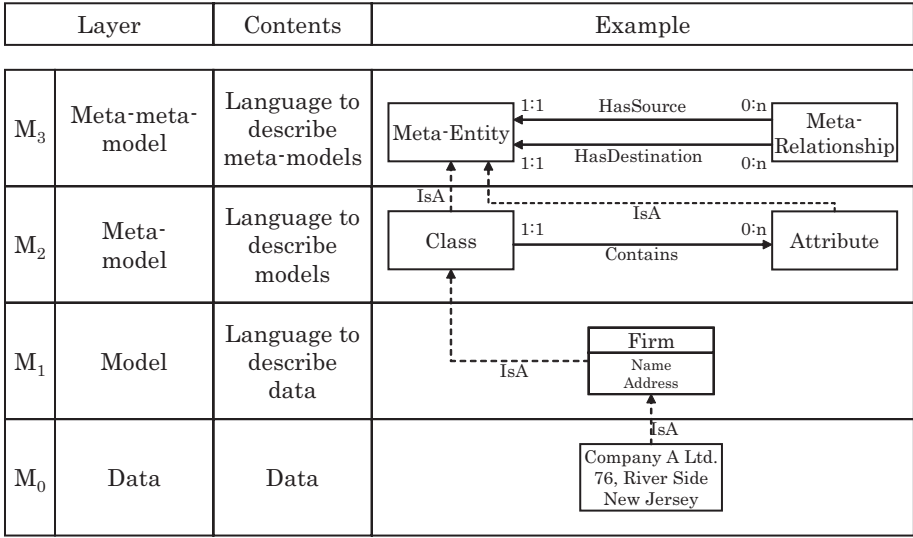 Layer Contents Example
M3 Meta-meta-
model
Language to
describe
meta-models
Meta-Entity
1:1 HasSource 0:n
1:1 HasDestination 0:n
Meta-
Relationship
IsA
IsA
M2 Meta-
model
Language to
describe
models
Class
1:1 Contains 0:n
Attribute
M1 Model
Language to
describe
data
IsA
Firm
Name
Address
IsA
M0 Data Data
Company A Ltd.
76, River Side
New Jersey